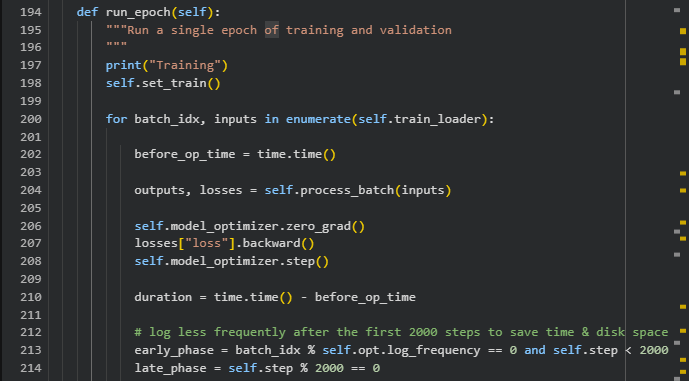 194 def run_epoch(self):
195 """Run a single epoch of training and validation
196 """
197 print("Training")
198 self.set_train()
199
200 for batch_idx, inputs in enumerate(self.train_loader):
201
202 before_op_time = time.time()
203
204 outputs, losses = self.process_batch(inputs)
205
206 self.model_optimizer.zero_grad()
207 losses["loss"].backward()
208 self.model_optimizer.step()
209
210 duration = time.time() - before_op_time
211
212 # log less frequently after the first 2000 steps to save time & disk space
213 early_phase = batch_idx % self.opt.log_frequency == 0 and self.step < 2000
214 late_phase = self.step % 2000 == 0